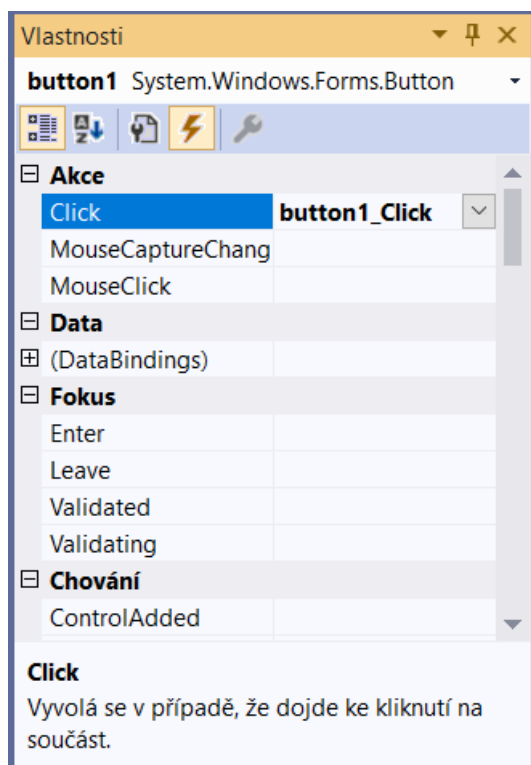 Vlastnosti
button1 System.Windows.Forms.Button
A
Z
Akce
Click button1_Click
MouseCaptureChang
MouseClick
Data
(DataBindings)
Fokus
Enter
Leave
Validated
Validating
Chování
ControlAdded
Click
Vyvolá se v případě, že dojde ke kliknutí na
součást.